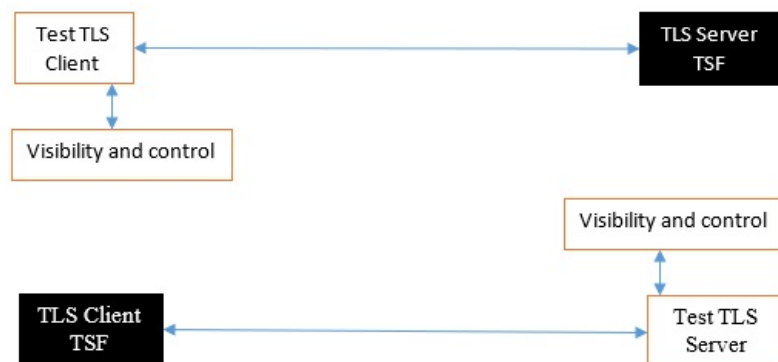 Test TLS
Client
TLS Server
TSF
Visibility and control
Visibility and control
TLS Client
TSF
Test TLS
Server